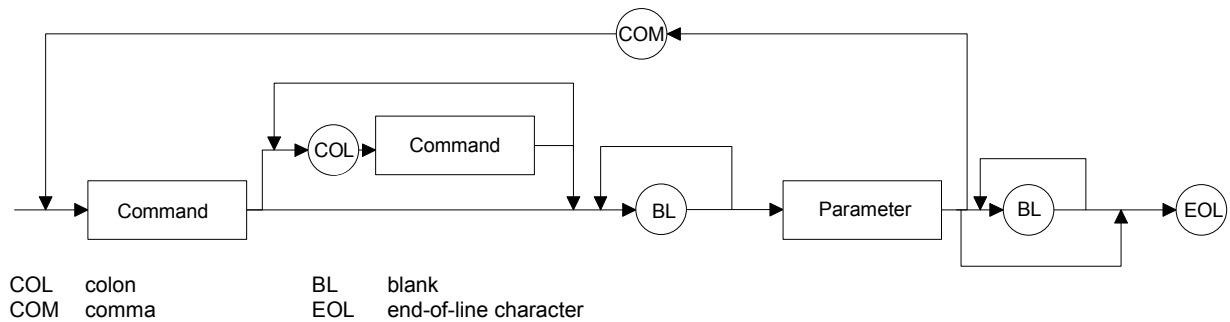 COM
COL
Command
Command
BL
Parameter
BL
EOL
COL colon BL blank
COM comma EOL end-of-line character